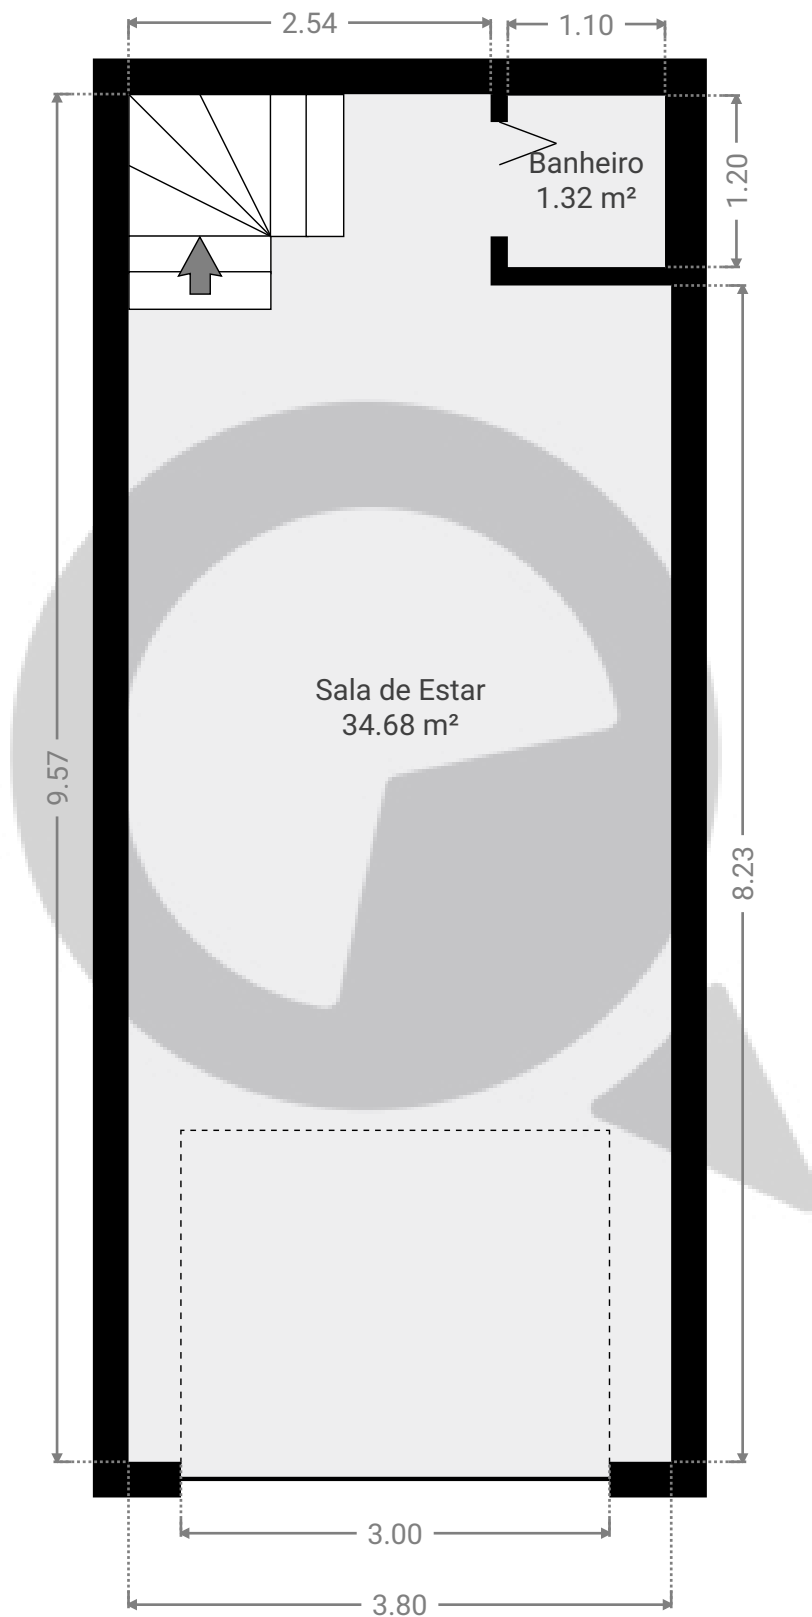 2.54
1.10
Banheiro
1.32 m²
1.20
Sala de Estar
34.68 m²
9.57
8.23
3.00
3.80